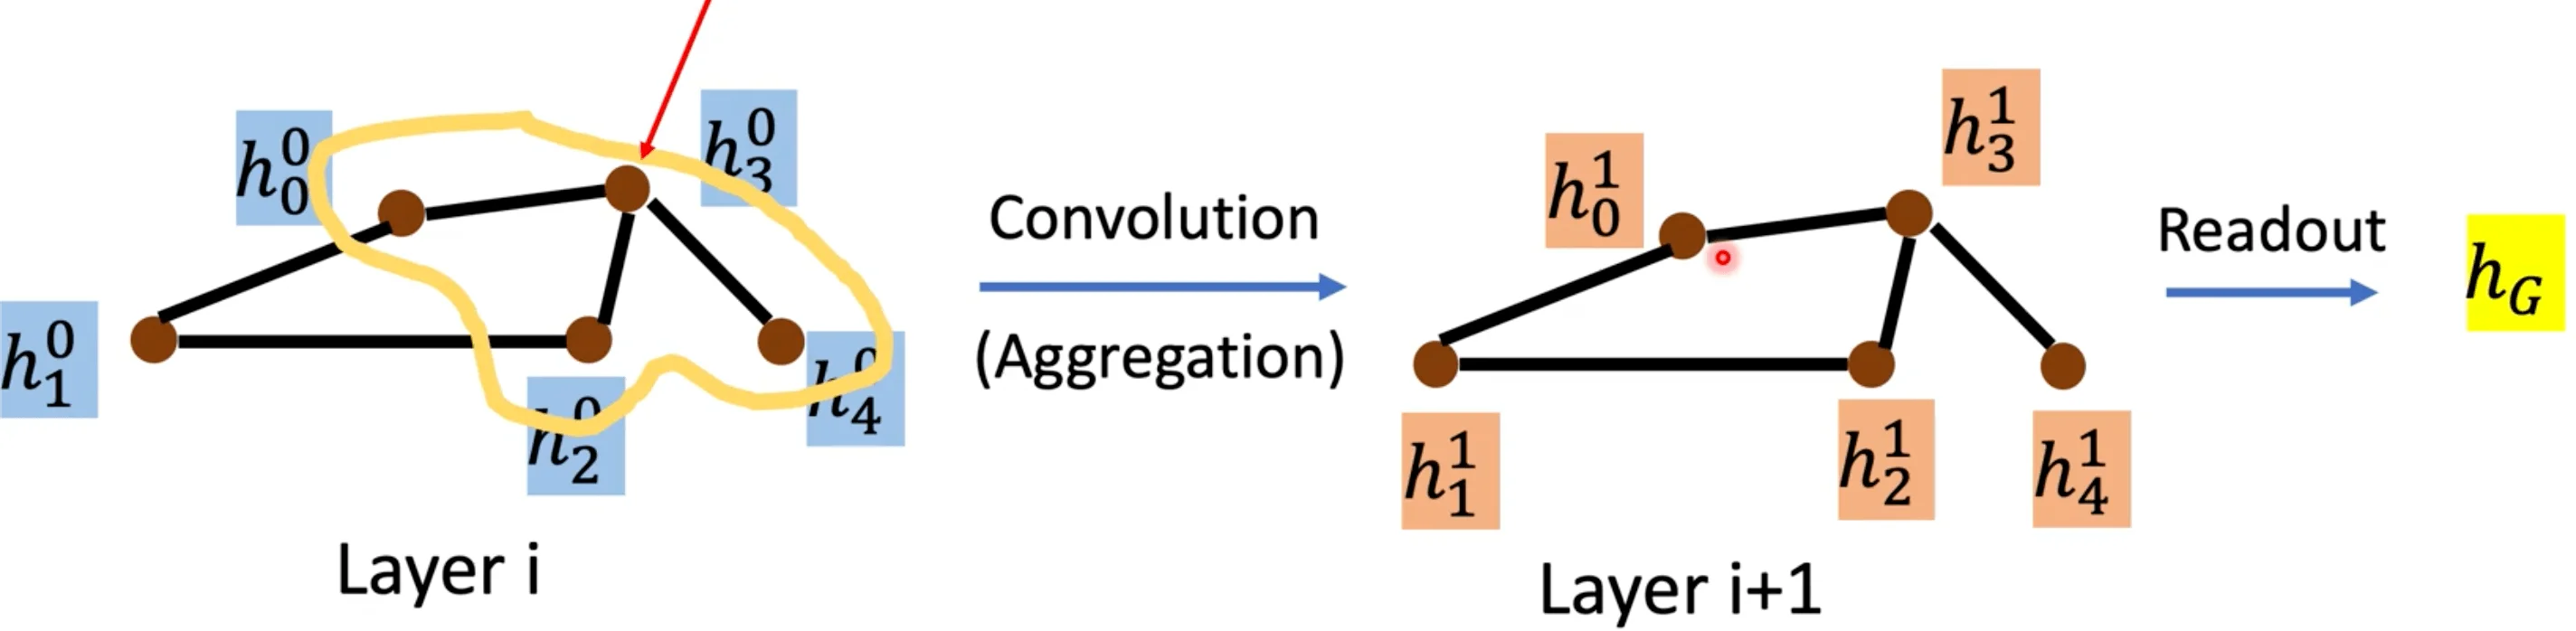 h_0^0
h_3^0
h_1^0
h_2^0
h_4^0
Layer i
Convolution
(Aggregation)
h_0^1
h_3^1
h_1^1
h_2^1
h_4^1
Layer i+1
Readout
h_G